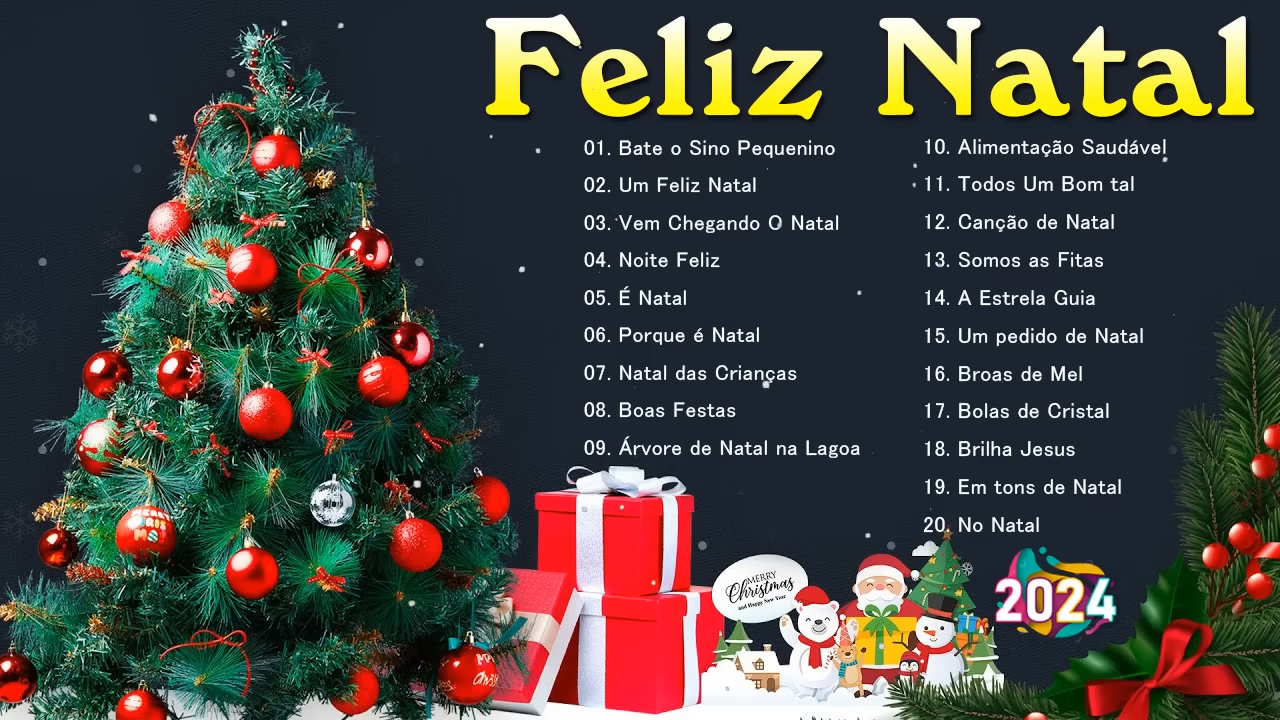 Feliz Natal
01. Bate o Sino Pequenino
02. Um Feliz Natal
03. Vem Chegando O Natal
04. Noite Feliz
05. É Natal
06. Porque é Natal
07. Natal das Crianças
08. Boas Festas
09. Árvore de Natal na Lagoa
10. Alimentação Saudável
11. Todos Um Bom tal
12. Canção de Natal
13. Somos as Fitas
14. A Estrela Guia
15. Um pedido de Natal
16. Broas de Mel
17. Bolas de Cristal
18. Brilha Jesus
19. Em tons de Natal
20. No Natal
MERRY
Christmas
and Happy New Year
2024